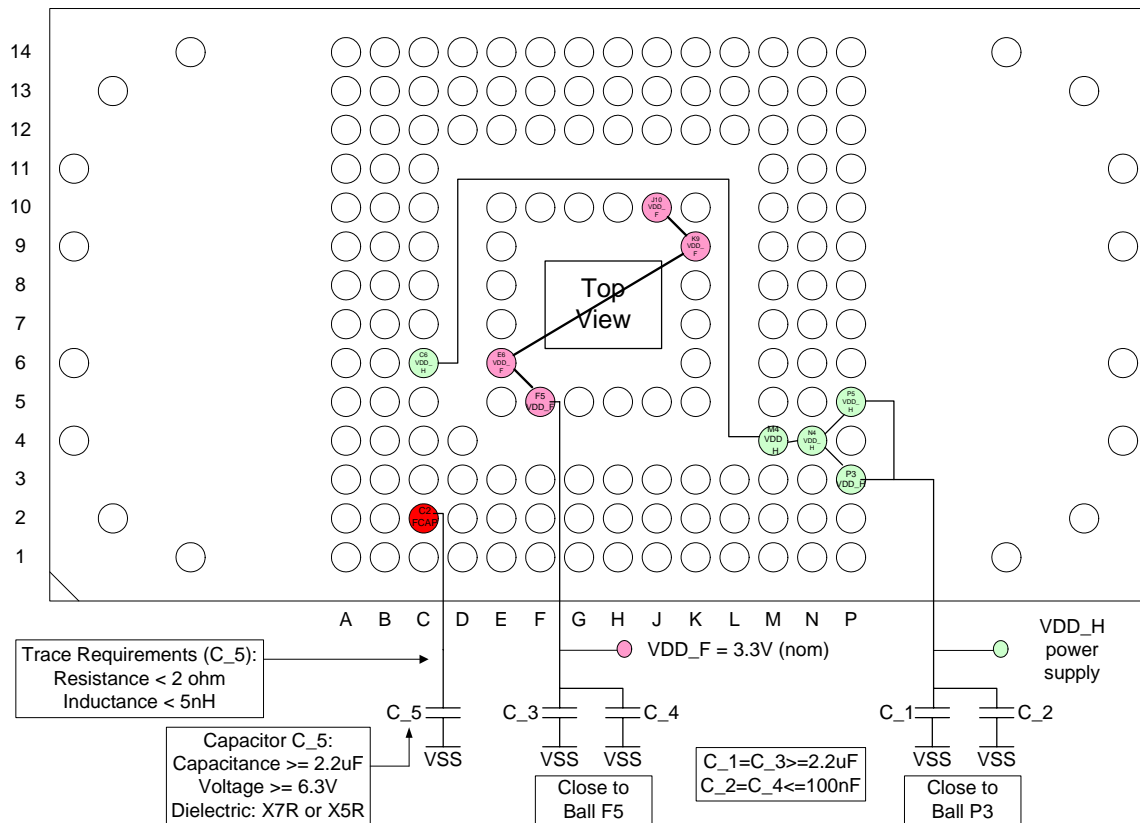 14
13
12
11
10
9
8
7
6
5
4
3
2
1
J10
VDD_
F
K9
VDD_
F
Top
View
C6
VDD_
H
E6
VDD_
F
F5
VDD_F
P5
VDD_
H
M4
VDD
H
N4
VDD_
H
P3
VDD_H
C2
FCAP
A B C D E F G H J K L M N P
Trace Requirements (C_5):
Resistance < 2 ohm
Inductance < 5nH
VDD_F = 3.3V (nom)
VDD_H
power
supply
C_5
C_3
C_4
C_1
C_2
VSS
VSS
VSS
VSS
VSS
Capacitor C_5:
Capacitance >= 2.2uF
Voltage >= 6.3V
Dielectric: X7R or X5R
Close to
Ball F5
C_1=C_3>=2.2uF
C_2=C_4<=100nF
Close to
Ball P3